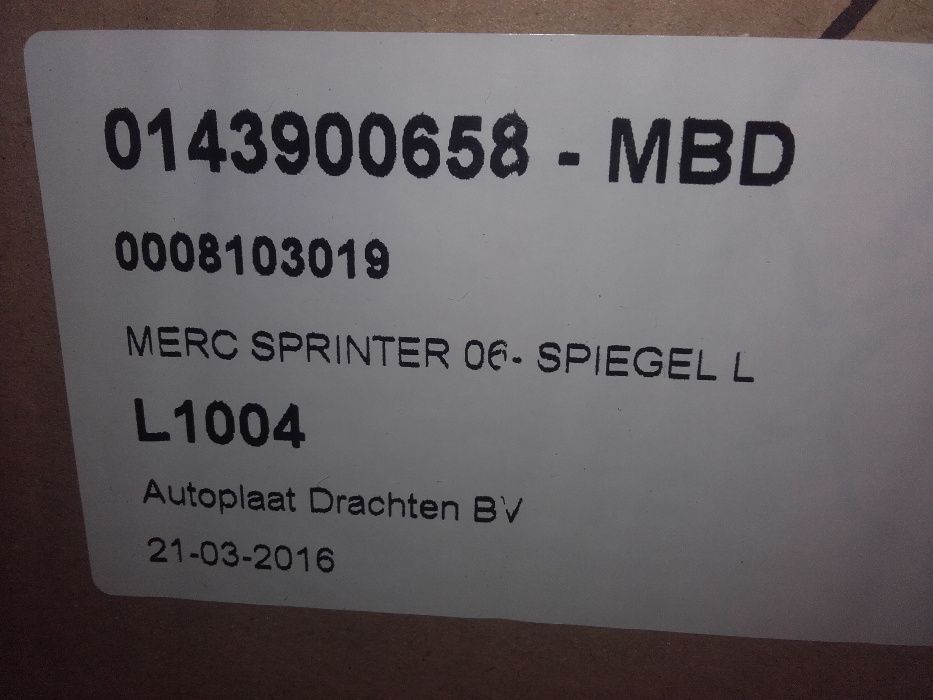 0143900658 - MBD
0008103019
MERC SPRINTER 06- SPIEGEL L
L1004
Autoplaat Drachten BV
21-03-2016